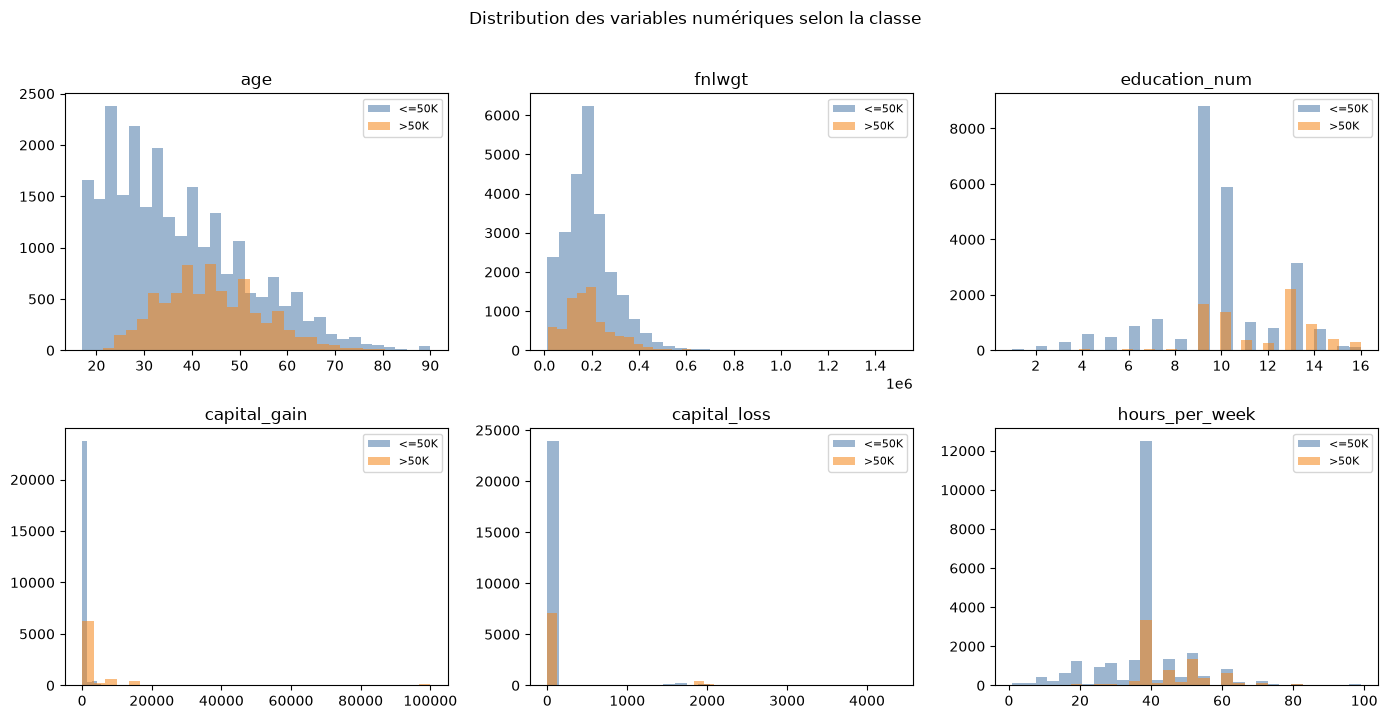 Distribution des variables numériques selon la classe
age
fnlwgt
education_num
2500
2000
1500
1000
500
0
<=50K
>50K
20 30 40 50 60 70 80 90
6000
5000
4000
3000
2000
1000
0
<=50K
>50K
0.0 0.2 0.4 0.6 0.8 1.0 1.2 1.4
1e6
8000
6000
4000
2000
0
<=50K
>50K
2 4 6 8 10 12 14 16
capital_gain
capital_loss
hours_per_week
20000
15000
10000
5000
0
<=50K
>50K
0 20000 40000 60000 80000 100000
25000
20000
15000
10000
5000
0
<=50K
>50K
0 1000 2000 3000 4000
12000
10000
8000
6000
4000
2000
0
<=50K
>50K
0 20 40 60 80 100